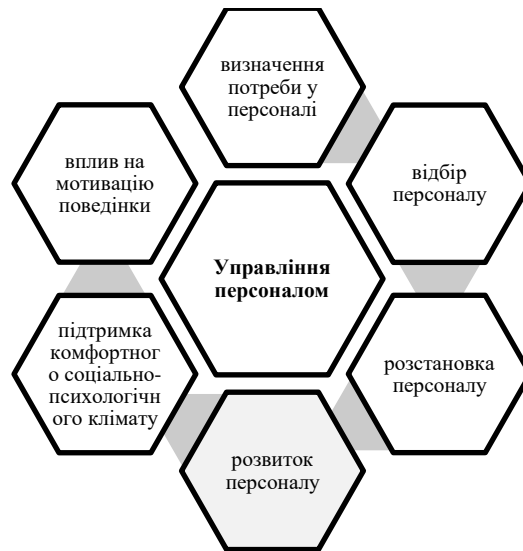 визначення
потреби у
персоналі
відбір
персоналу
розстановка
персоналу
розвиток
персоналу
підтримка
комфортног
о соціально-
психологічн
ого клімату
вплив на
мотивацію
поведінки
Управління
персоналом